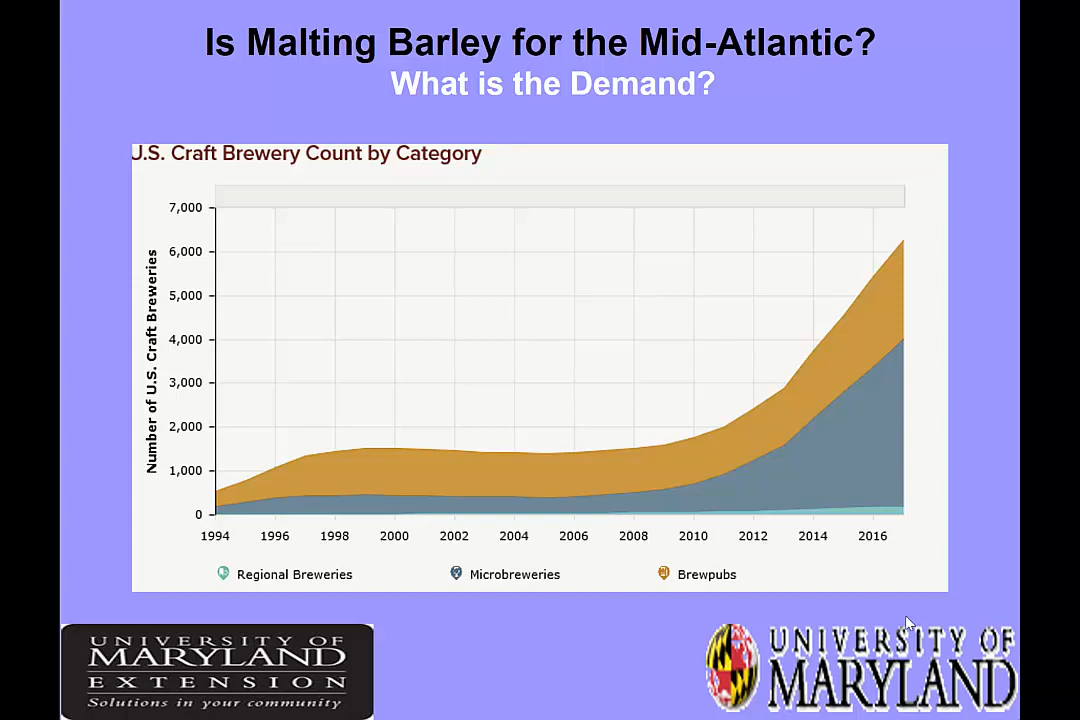 Is Malting Barley for the Mid-Atlantic?
What is the Demand?
U.S. Craft Brewery Count by Category
7,000
6,000
5,000
4,000
3,000
2,000
1,000
0
Number of U.S. Craft Breweries
1994 1996 1998 2000 2002 2004 2006 2008 2010 2012 2014 2016
Regional Breweries Microbreweries Brewpubs
UNIVERSITY OF
MARYLAND
EXTENSION
Solutions in your community
UNIVERSITY OF
MARYLAND